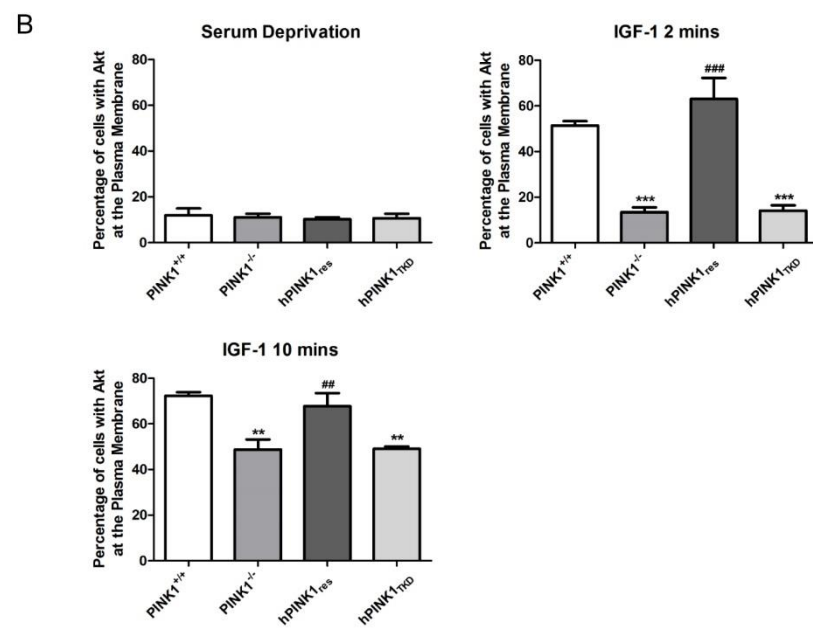 B
Serum Deprivation
Percentage of cells with Akt
at the Plasma Membrane
80
60
40
20
0
PINK1+/+
PINK1-/-
hPINK1res
hPINK1TKD
IGF-1 2 mins
Percentage of cells with Akt
at the Plasma Membrane
80
60
40
20
0
***
###
***
PINK1+/+
PINK1-/-
hPINK1res
hPINK1TKD
IGF-1 10 mins
Percentage of cells with Akt
at the Plasma Membrane
80
60
40
20
0
**
##
**
PINK1+/+
PINK1-/-
hPINK1res
hPINK1TKD